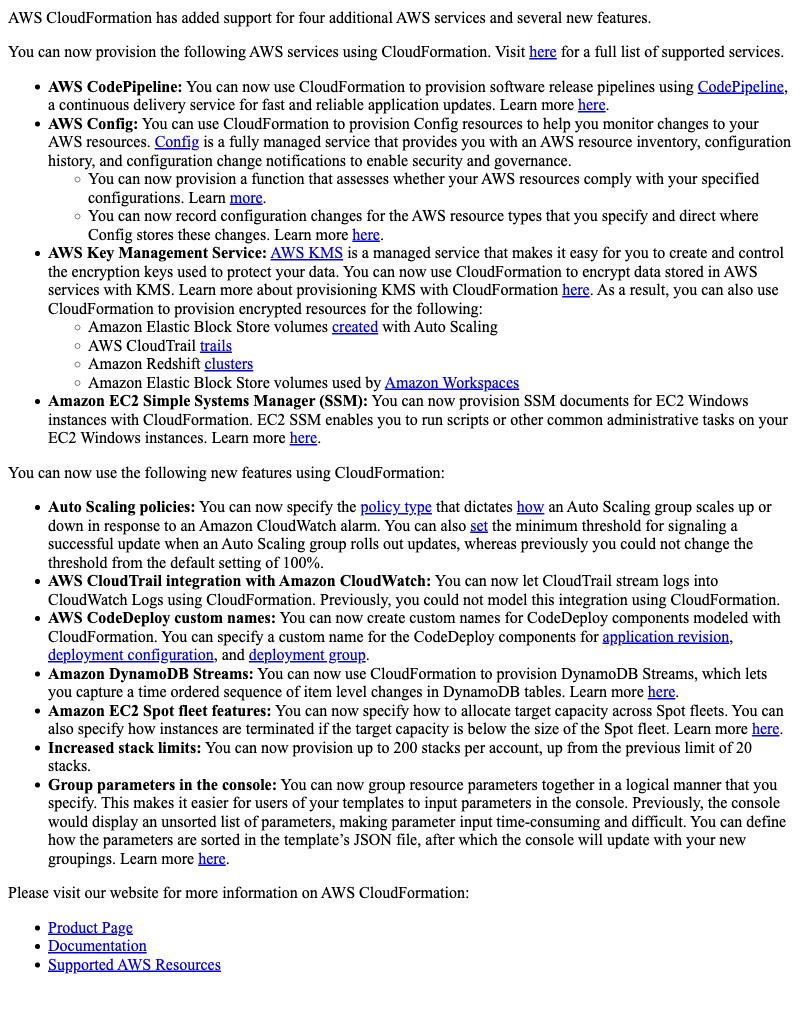 AWS CloudFormation has added support for four additional AWS services and several new features.
You can now provision the following AWS services using CloudFormation. Visit here for a full list of supported services.
• AWS CodePipeline: You can now use CloudFormation to provision software release pipelines using CodePipeline,
a continuous delivery service for fast and reliable application updates. Learn more here.
• AWS Config: You can use CloudFormation to provision Config resources to help you monitor changes to your
AWS resources. Config is a fully managed service that provides you with an AWS resource inventory, configuration
history, and configuration change notifications to enable security and governance.
◦ You can now provision a function that assesses whether your AWS resources comply with your specified
configurations. Learn more.
◦ You can now record configuration changes for the AWS resource types that you specify and direct where
Config stores these changes. Learn more here.
• AWS Key Management Service: AWS KMS is a managed service that makes it easy for you to create and control
the encryption keys used to protect your data. You can now use CloudFormation to encrypt data stored in AWS
services with KMS. Learn more about provisioning KMS with CloudFormation here. As a result, you can also use
CloudFormation to provision encrypted resources for the following:
◦ Amazon Elastic Block Store volumes created with Auto Scaling
◦ AWS CloudTrail trails
◦ Amazon Redshift clusters
◦ Amazon Elastic Block Store volumes used by Amazon Workspaces
• Amazon EC2 Simple Systems Manager (SSM): You can now provision SSM documents for EC2 Windows
instances with CloudFormation. EC2 SSM enables you to run scripts or other common administrative tasks on your
EC2 Windows instances. Learn more here.
You can now use the following new features using CloudFormation:
• Auto Scaling policies: You can now specify the policy type that dictates how an Auto Scaling group scales up or
down in response to an Amazon CloudWatch alarm. You can also set the minimum threshold for signaling a
successful update when an Auto Scaling group rolls out updates, whereas previously you could not change the
threshold from the default setting of 100%.
• AWS CloudTrail integration with Amazon CloudWatch: You can now let CloudTrail stream logs into
CloudWatch Logs using CloudFormation. Previously, you could not model this integration using CloudFormation.
• AWS CodeDeploy custom names: You can now create custom names for CodeDeploy components modeled with
CloudFormation. You can specify a custom name for the CodeDeploy components for application revision,
deployment configuration, and deployment group.
• Amazon DynamoDB Streams: You can now use CloudFormation to provision DynamoDB Streams, which lets
you capture a time ordered sequence of item level changes in DynamoDB tables. Learn more here.
• Amazon EC2 Spot fleet features: You can now specify how to allocate target capacity across Spot fleets. You can
also specify how instances are terminated if the target capacity is below the size of the Spot fleet. Learn more here.
• Increased stack limits: You can now provision up to 200 stacks per account, up from the previous limit of 20
stacks.
• Group parameters in the console: You can now group resource parameters together in a logical manner that you
specify. This makes it easier for users of your templates to input parameters in the console. Previously, the console
would display an unsorted list of parameters, making parameter input time-consuming and difficult. You can define
how the parameters are sorted in the template’s JSON file, after which the console will update with your new
groupings. Learn more here.
Please visit our website for more information on AWS CloudFormation:
• Product Page
• Documentation
• Supported AWS Resources